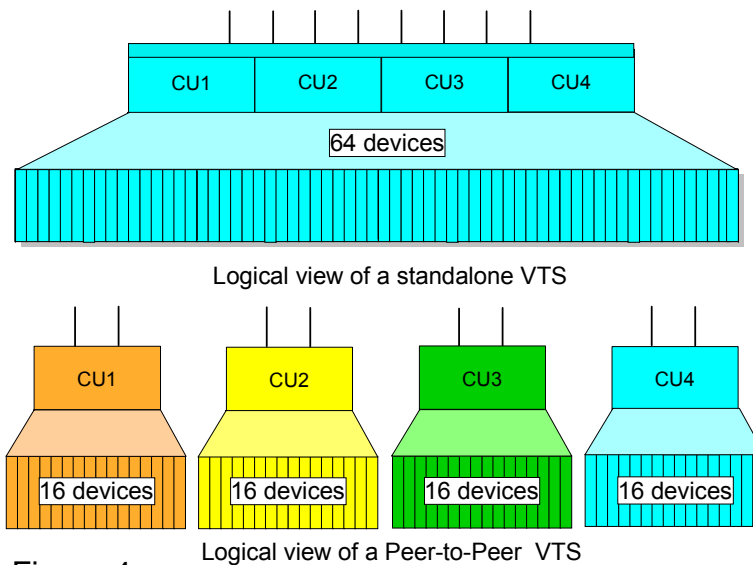 CU1 CU2 CU3 CU4
64 devices
Logical view of a standalone VTS
CU1 CU2 CU3 CU4
16 devices 16 devices 16 devices 16 devices
Logical view of a Peer-to-Peer VTS